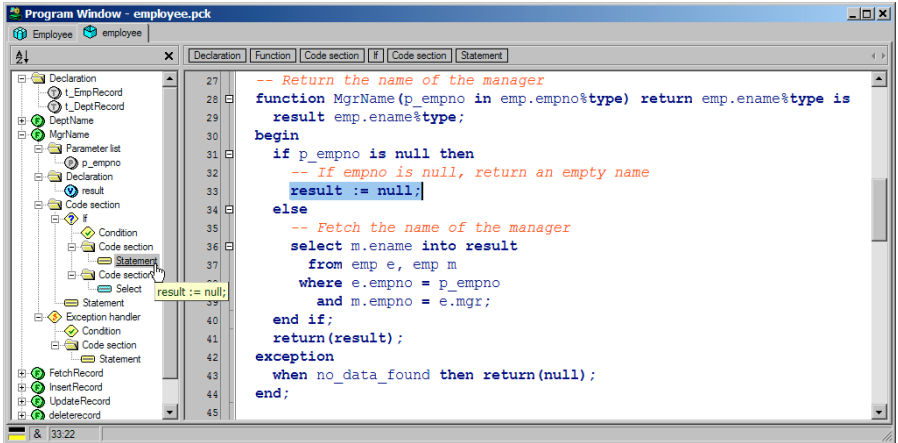 Program Window - employee.pck
Employee employee
Declaration Function Code section If Code section Statement
Declaration
t_EmpRecord
t_DeptRecord
DeptName
MgrName
Parameter list
p_empno
Declaration
result
Code section
If
Condition
Code section
Statement
Code section
Select
result := null;
Statement
Exception handler
Condition
Code section
Statement
FetchRecord
InsertRecord
UpdateRecord
deleterecord
27 -- Return the name of the manager
28 function MgrName(p_empno in emp.empno%type) return emp.ename%type is
29 result emp.ename%type;
30 begin
31 if p_empno is null then
32 -- If empno is null, return an empty name
33 result := null;
34 else
35 -- Fetch the name of the manager
36 select m.ename into result
37 from emp e, emp m
where e.empno = p_empno
39 and m.empno = e.mgr;
40 end if;
41 return(result);
42 exception
43 when no_data_found then return(null);
44 end;
45
& 33:22